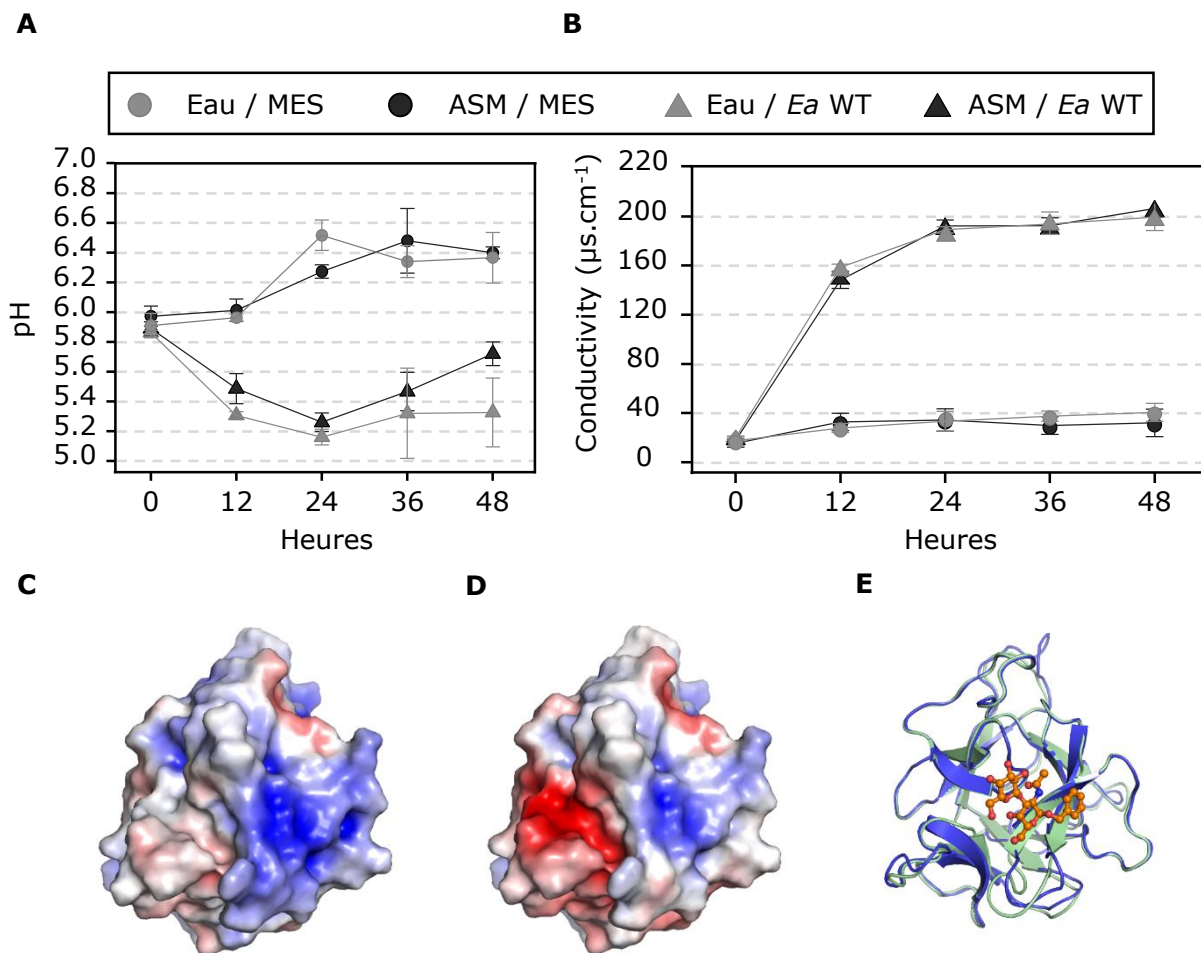 A
B
Eau / MES
ASM / MES
Eau / Ea WT
ASM / Ea WT
7.0
6.8
6.6
6.4
6.2
6.0
5.8
5.6
5.4
5.2
5.0
pH
0 12 24 36 48
Heures
220
200
160
120
80
40
0
Conductivity (µs.cm-1)
0 12 24 36 48
Heures
C
D
E